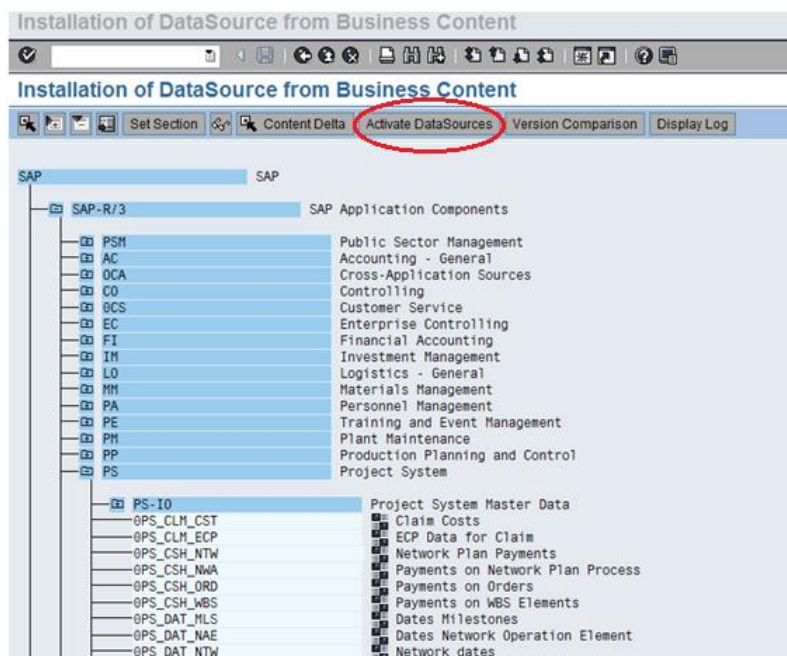 Installation of DataSource from Business Content
Installation of DataSource from Business Content
Set Section Content Delta Activate DataSources Version Comparison Display Log
SAP SAP
SAP-R/3 SAP Application Components
PSM Public Sector Management
AC Accounting - General
OCA Cross-Application Sources
CO Controlling
0CS Customer Service
EC Enterprise Controlling
FI Financial Accounting
IM Investment Management
LO Logistics - General
MM Materials Management
PA Personnel Management
PE Training and Event Management
PM Plant Maintenance
PP Production Planning and Control
PS Project System
PS-IO Project System Master Data
0PS_CLM_CST Claim Costs
0PS_CLM_ECP ECP Data for Claim
0PS_CSH_NTW Network Plan Payments
0PS_CSH_NWA Payments on Network Plan Process
0PS_CSH_ORD Payments on Orders
0PS_CSH_WBS Payments on WBS Elements
0PS_DAT_MLS Dates Milestones
0PS_DAT_NAE Dates Network Operation Element
0PS_DAT_NTW Network dates